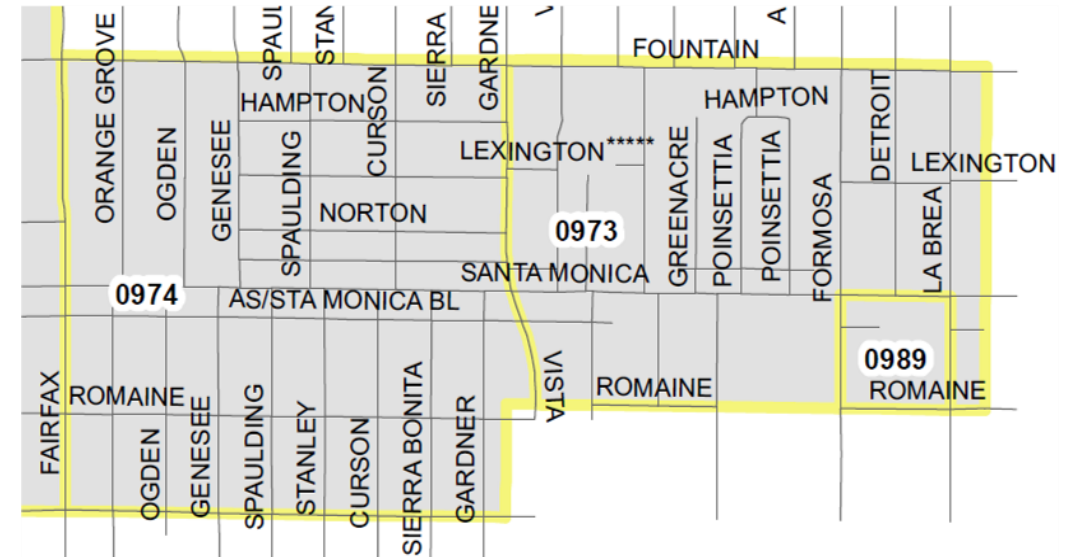 ORANGE GROVE
SPAUL
STAN
SIERRA
GARDNE
V
A
FOUNTAIN
HAMPTON
CURSON
HAMPTON
OGDEN
GENESEE
SPAULDING
LEXINGTON*****
GREENACRE
POINSETTIA
POINSETTIA
DETROIT
LEXINGTON
NORTON
0973
FORMOSA
LA BREA
SANTA MONICA
0974
AS/STA MONICA BL
0989
FAIRFAX
ROMAINE
VISTA
ROMAINE
ROMAINE
OGDEN
GENESEE
SPAULDING
STANLEY
CURSON
SIERRA BONITA
GARDNER